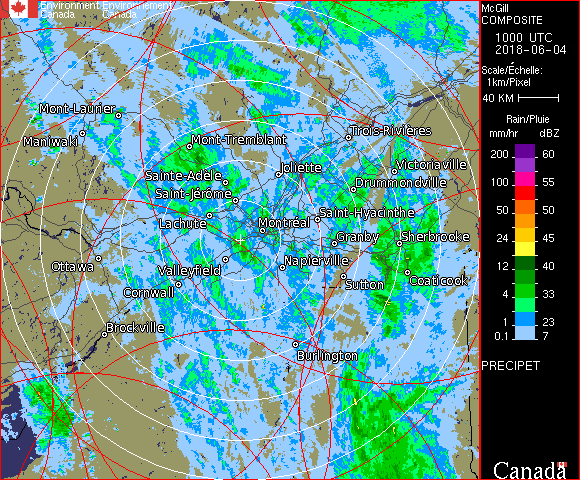 Environment Environnement
Canada Canada
McGill
COMPOSITE
1000 UTC
2018-06-04
Scale/Échelle:
1km/Pixel
40 KM
Rain/Pluie
mm/hr dBZ
200 60
100 55
50 50
24 45
12 40
4 33
1 23
0.1 7
PRECIPET
Canada
Mont-Laurier
Maniwaki
Mont-Tremblant
Trois-Rivières
Joliette
Victoriaville
Sainte-Adèle
Drummondville
Saint-Jérôme
Saint-Hyacinthe
Lachute
Montréal
Granby
Sherbrooke
Ottawa
Valleyfield
Napierville
Coaticook
Cornwall
Sutton
Brockville
Burlington